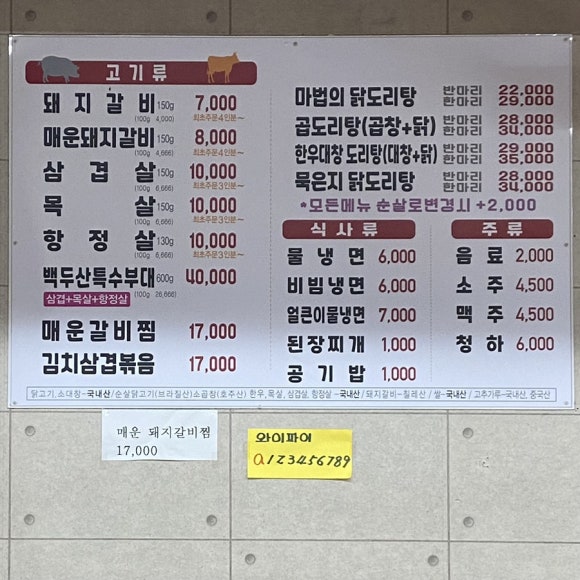 고기류
돼지갈비 150g 7,000
(100g 4,000) 최초주문4인분~
매운돼지갈비 150g 8,000
(100g 4,666) 최초주문4인분~
삼겹살 150g 10,000
(100g 6,666) 최초주문3인분~
목살 150g 10,000
(100g 6,666) 최초주문3인분~
항정살 130g 10,000
최초주문3인분~
백두산특수부대 600g 40,000
삼겹+목살+항정살 (100g 26,666)
매운갈비찜 17,000
김치삼겹볶음 17,000
마법의 닭도리탕 반마리 22,000
한마리 29,000
곱도리탕(곱창+닭) 반마리 28,000
한마리 34,000
한우대창 도리탕(대창+닭) 반마리 29,000
한마리 35,000
묵은지 닭도리탕 반마리 28,000
한마리 34,000
*모든메뉴 순살로변경시 +2,000
식사류
물냉면 6,000
비빔냉면 6,000
얼큰이물냉면 7,000
된장찌개 1,000
공기밥 1,000
주류
음료 2,000
소주 4,500
맥주 4,500
청하 6,000
닭고기, 소대창-국내산/순살닭고기(브라질산)소곱창(호주산) 한우, 목살, 삼겹살, 항정살 -국내산 / 돼지갈비-칠레산 / 쌀-국내산 / 고추가루-국내산, 중국산
매운 돼지갈비찜
17,000
와이파이
a123456789